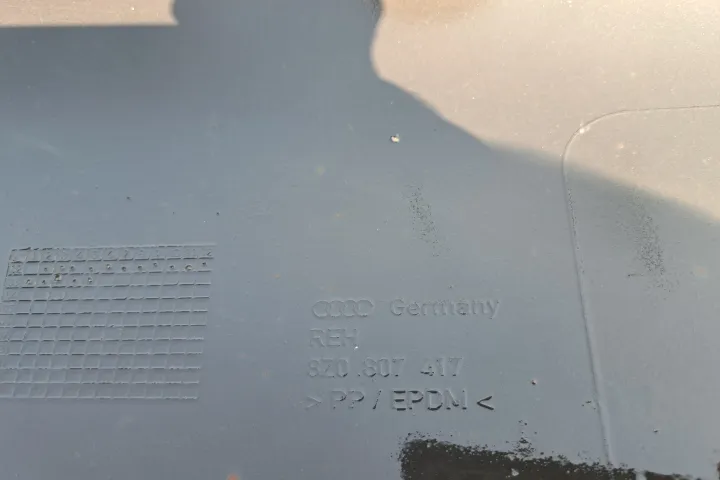 Germany
REH
8Z0 807 417
> PP / EPDM <